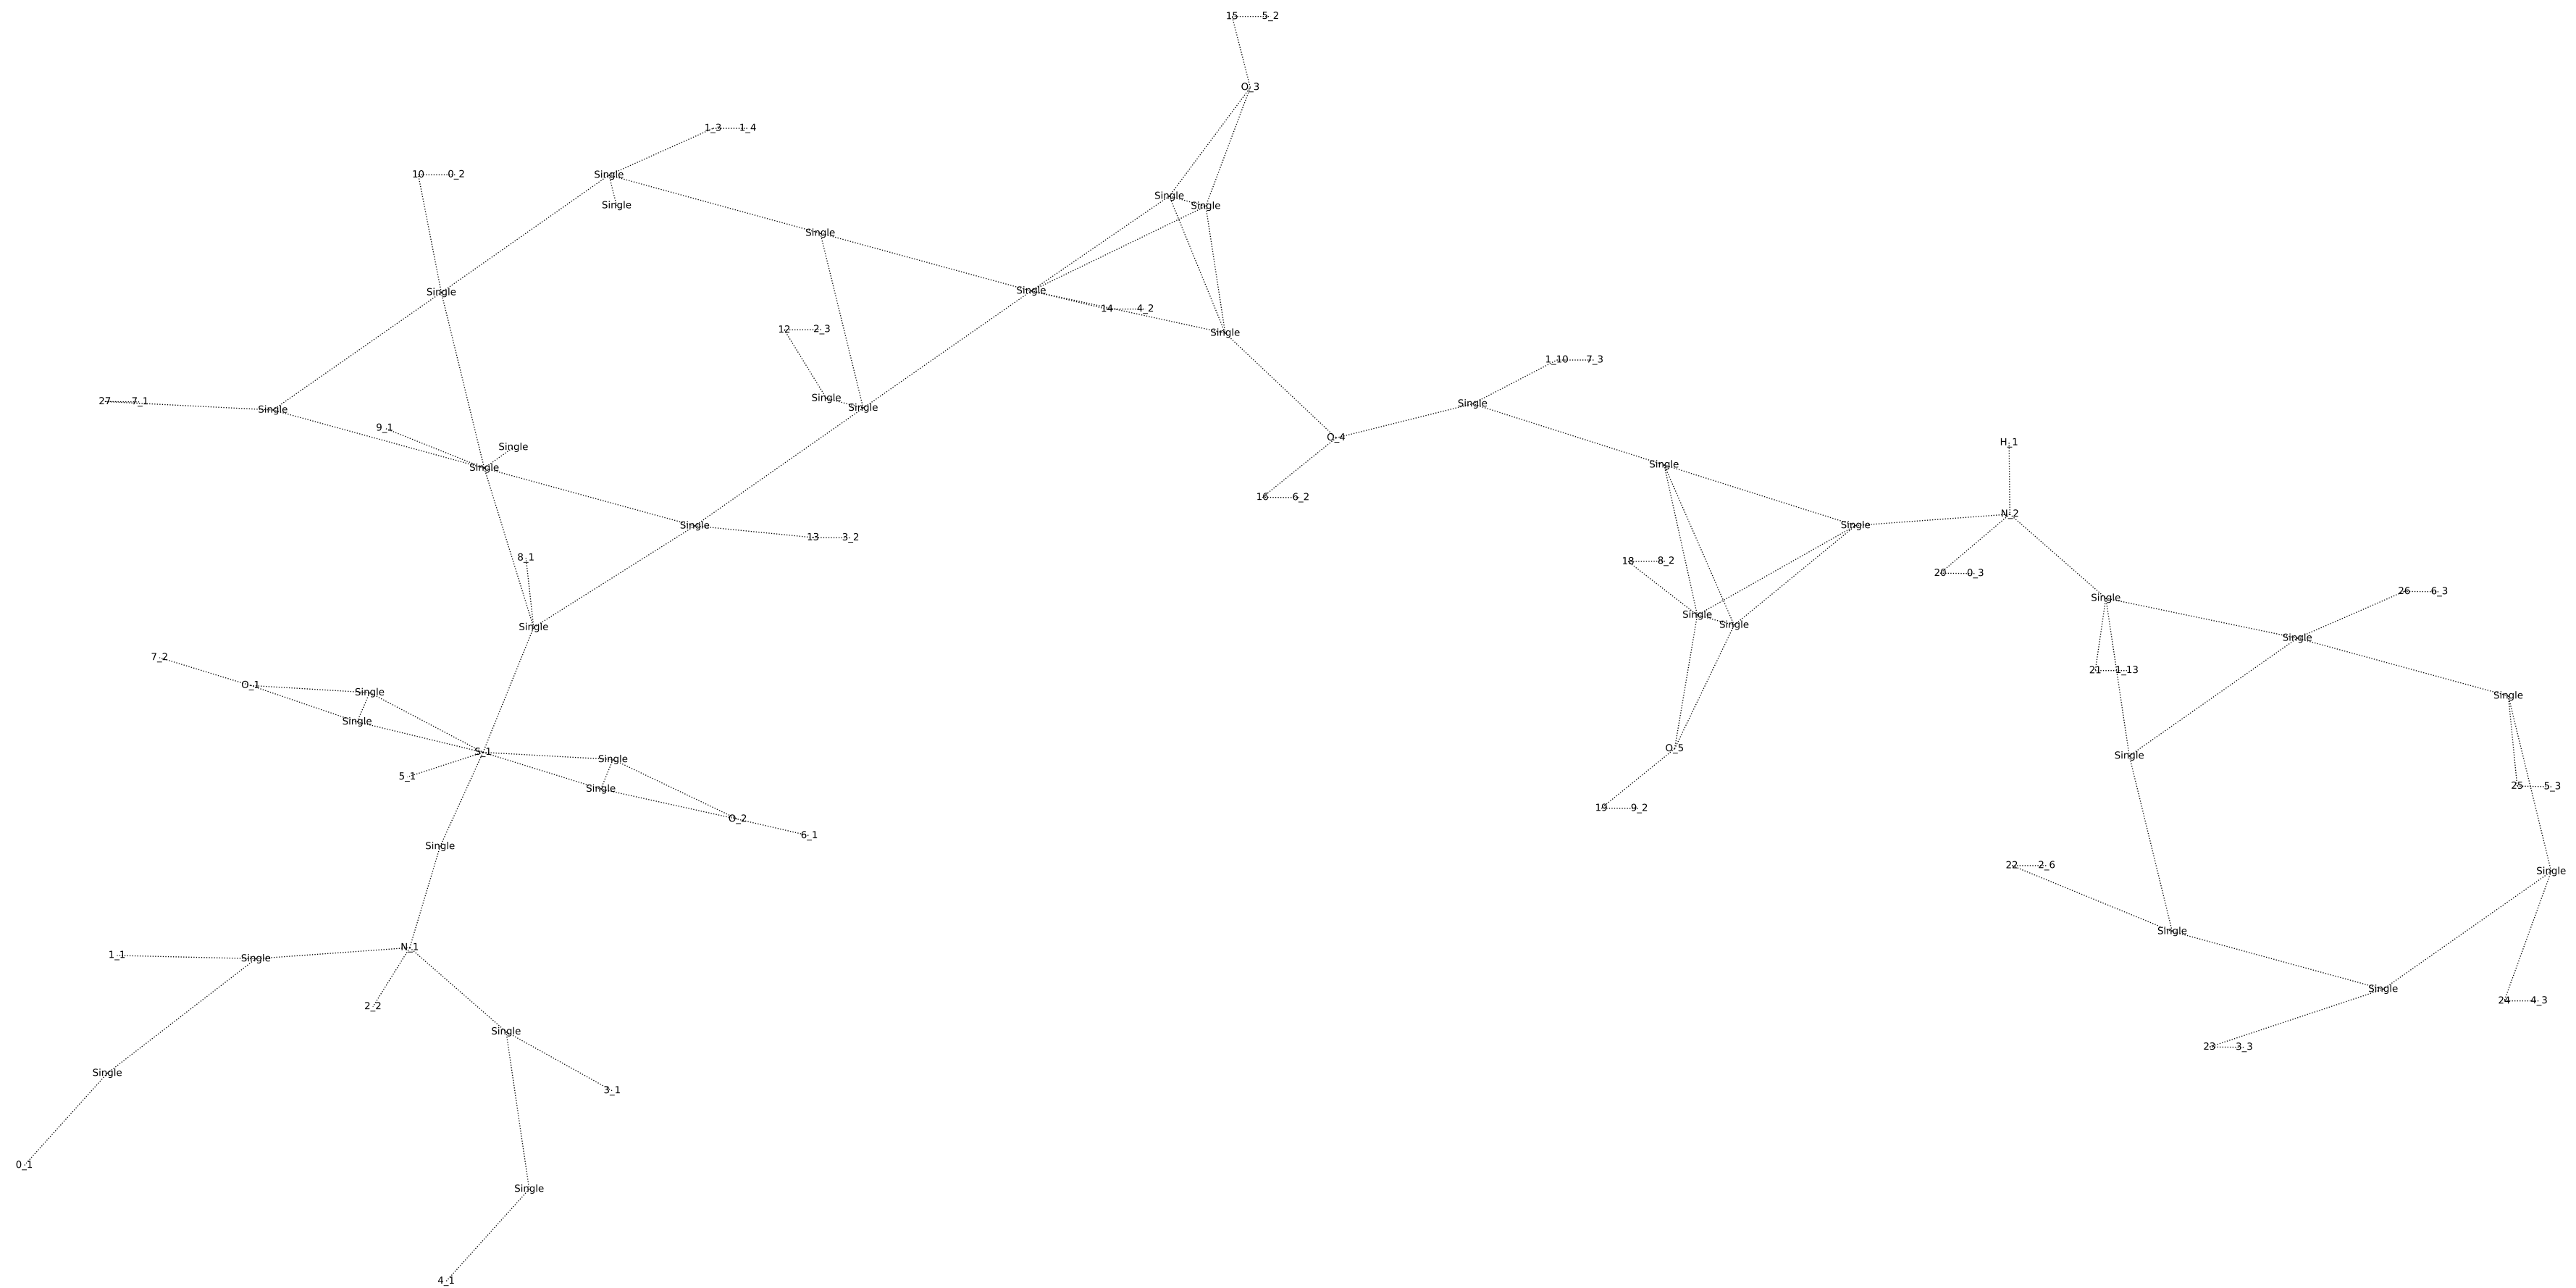 15 5_2
O_3
1_3 1_4
10 0_2
Single
Single
Single
Single
Single
Single
Single
Single
14 4_2
12 2_3
Single
1_10 7_3
Single
Single
27 7_1
Single
Single
9_1
O_4
H_1
Single
Single
Single
16 6_2
N_2
Single
Single
13 3_2
8_1
18 8_2
20 0_3
26 6_3
Single
Single
Single
Single
Single
7_2
21 1_13
O_1
Single
Single
Single
O_5
S_1
Single
Single
5_1
25 5_3
Single
19 9_2
O_2
6_1
Single
22 2_6
Single
Single
N_1
1_1
Single
Single
24 4_3
2_2
Single
23 3_3
Single
3_1
0_1
Single
4_1